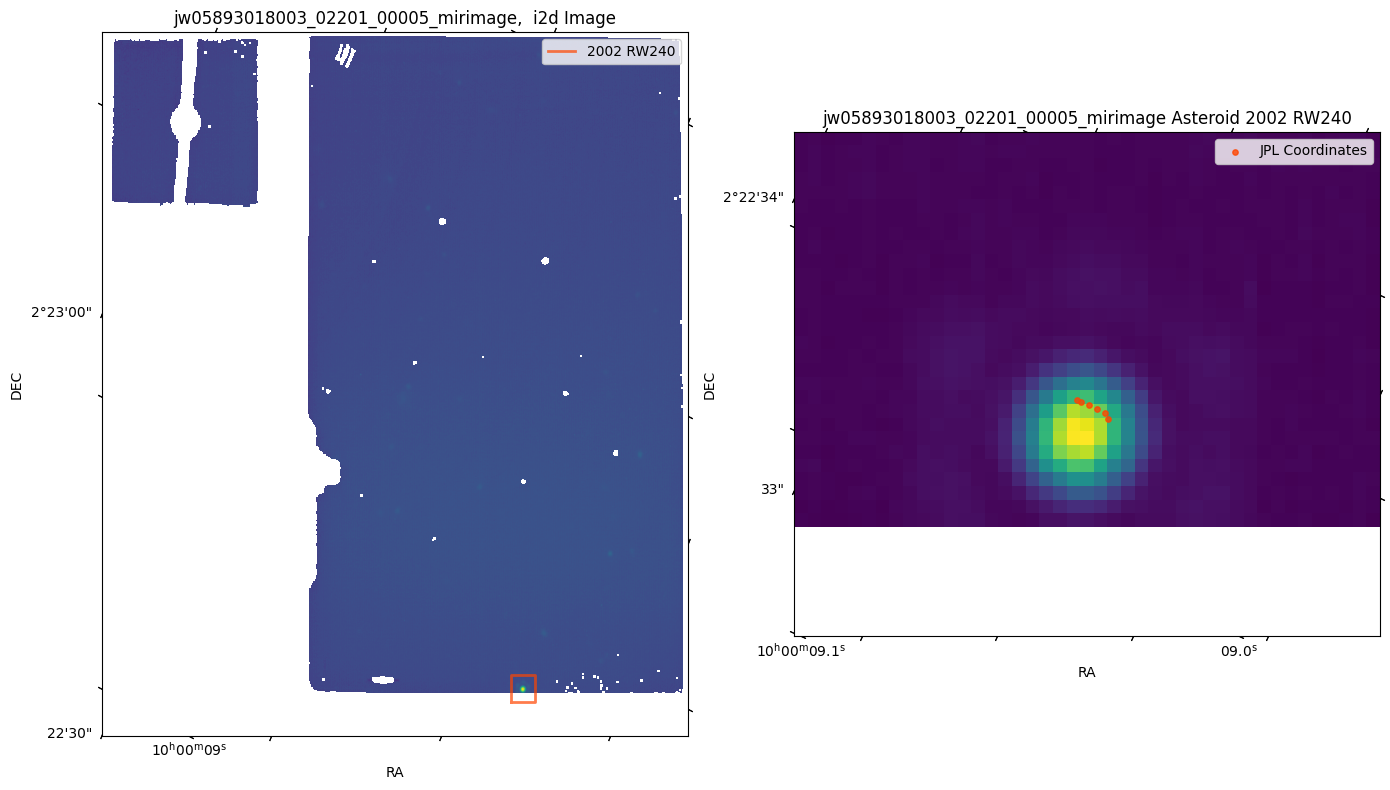 jw05893018003_02201_00005_mirimage,  i2d Image
2002 RW240
2°23'00"
22'30"
10ʰ00ᵐ09ˢ
DEC
RA
jw05893018003_02201_00005_mirimage Asteroid 2002 RW240
JPL Coordinates
2°22'34"
33"
10ʰ00ᵐ09.1ˢ
09.0ˢ
DEC
RA